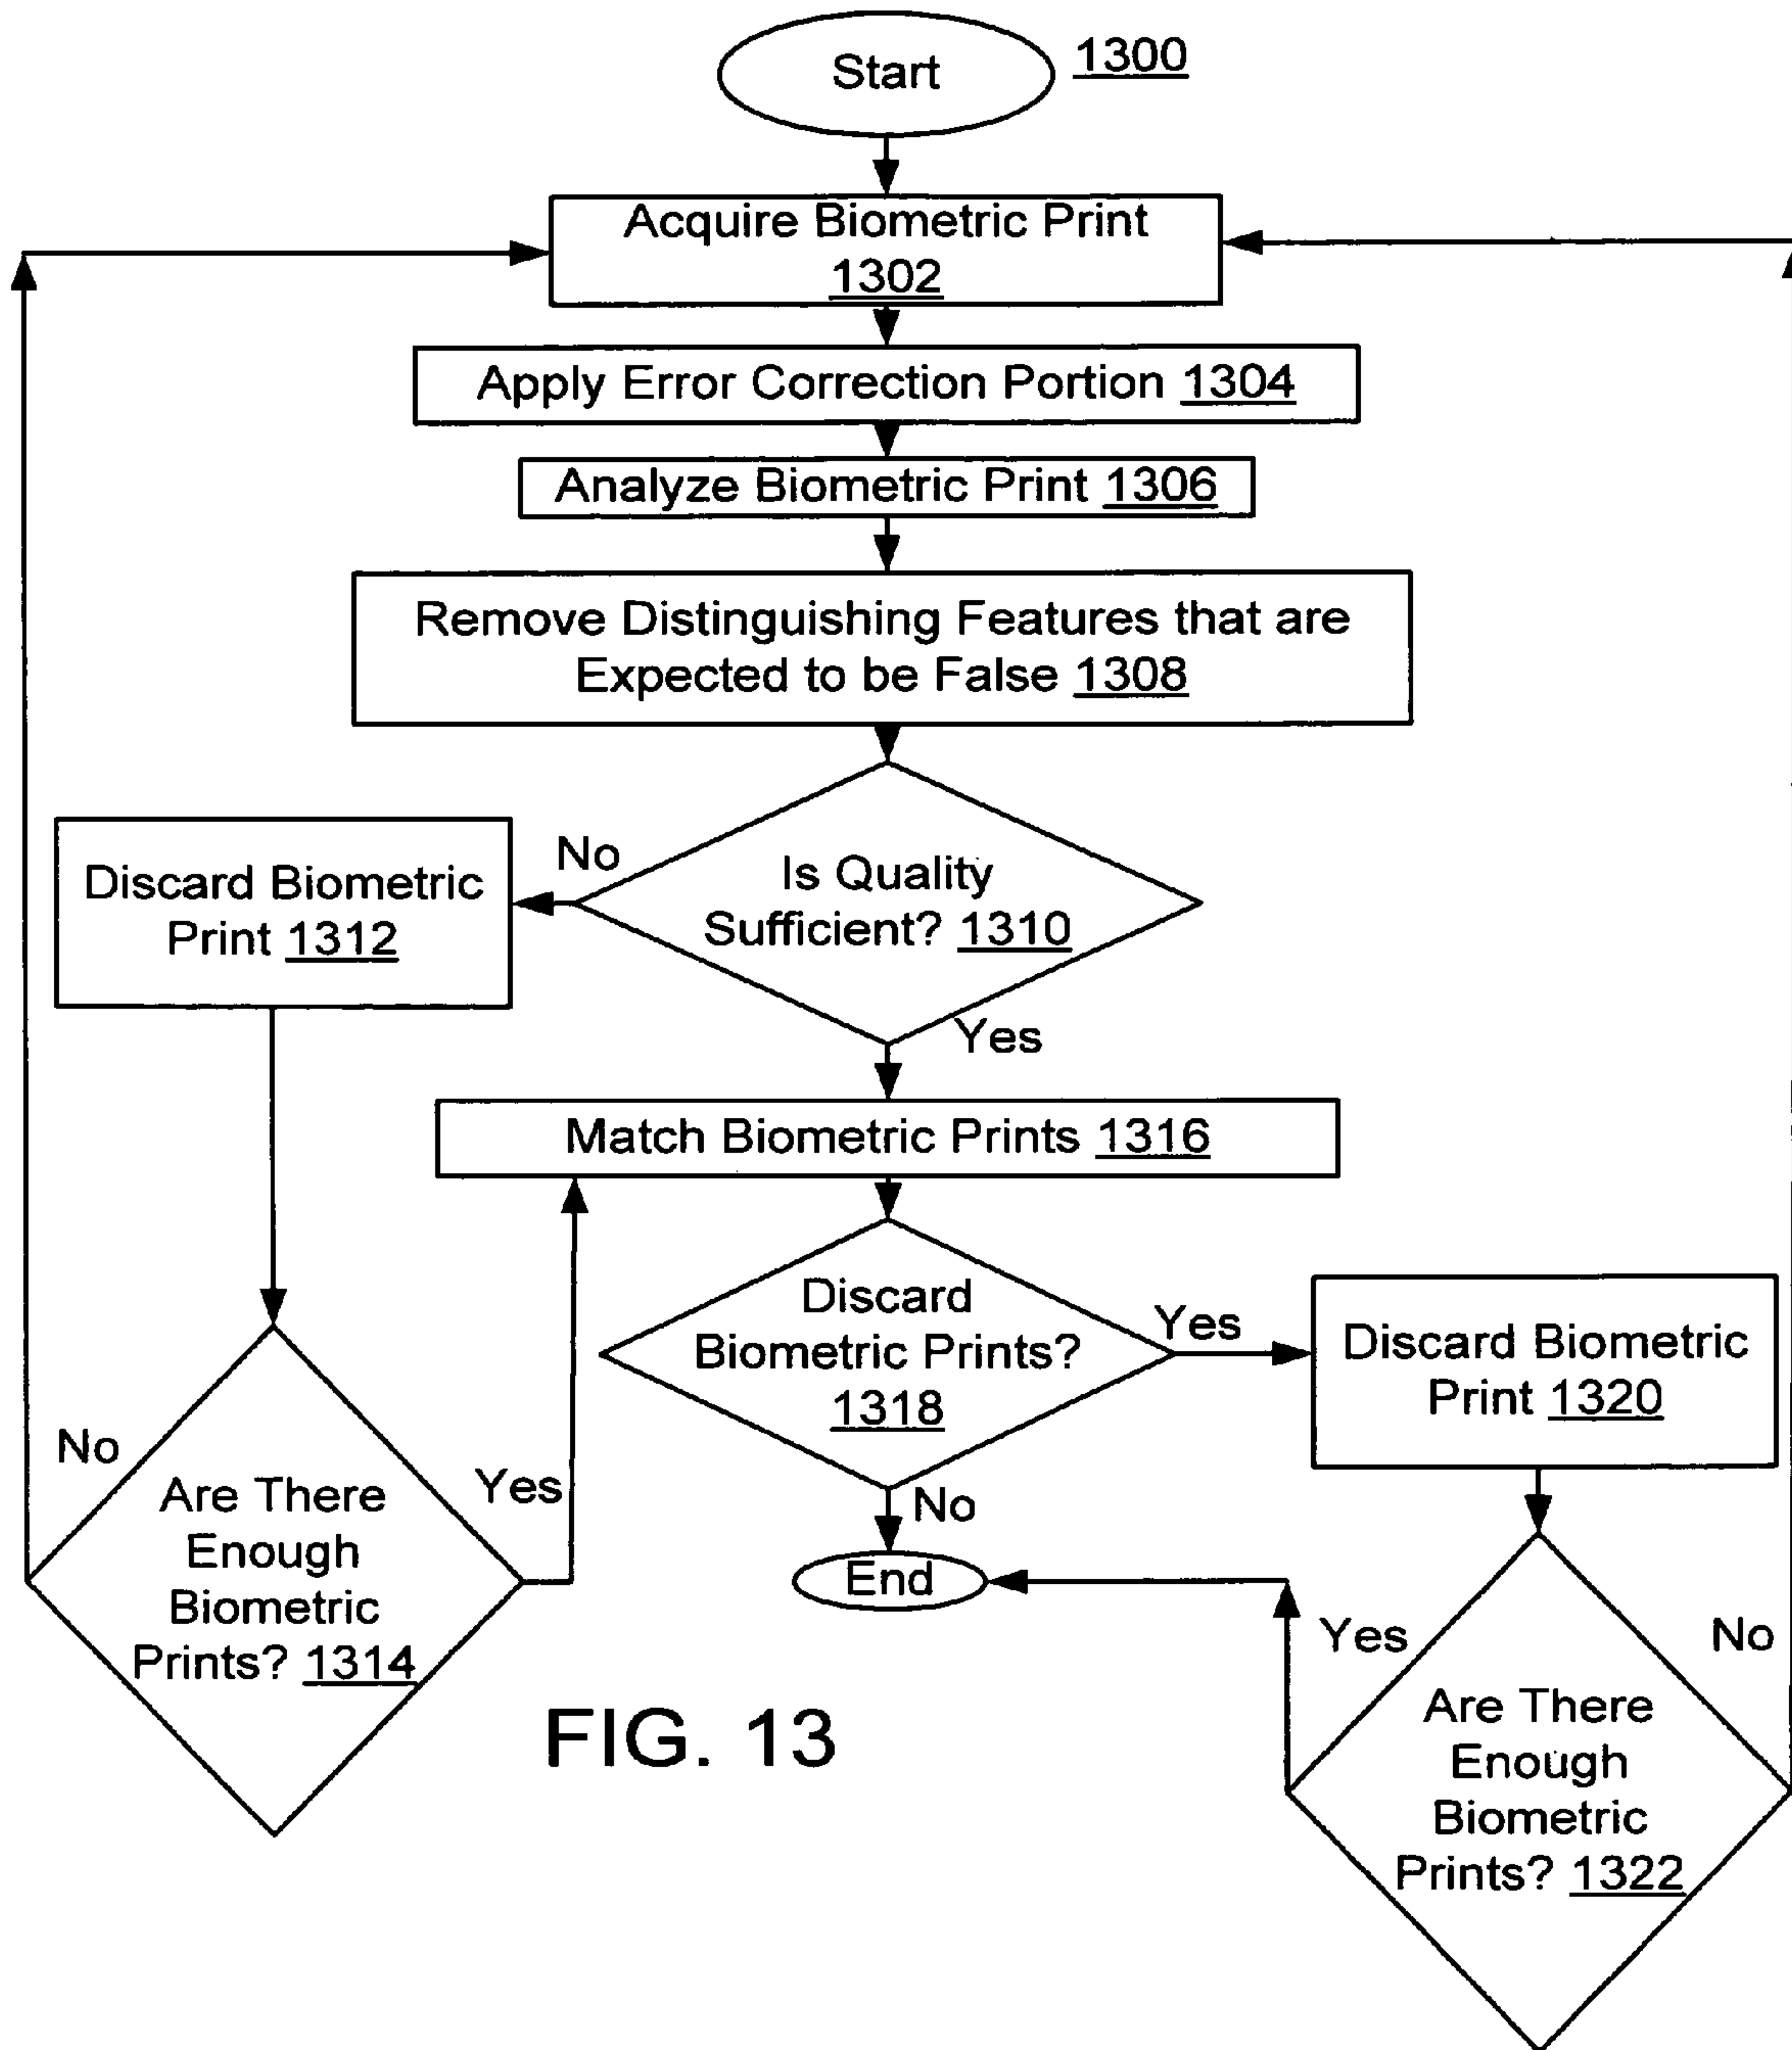 Start
1300
Acquire Biometric Print
1302
Apply Error Correction Portion 1304
Analyze Biometric Print 1306
Remove Distinguishing Features that are
Expected to be False 1308
No
Is Quality
Sufficient? 1310
Discard Biometric
Print 1312
Yes
Match Biometric Prints 1316
Discard
Biometric Prints?
1318
Yes
Discard Biometric
Print 1320
No
Are There
Enough
Biometric
Prints? 1314
Yes
No
End
Yes
No
Are There
Enough
Biometric
Prints? 1322
FIG. 13